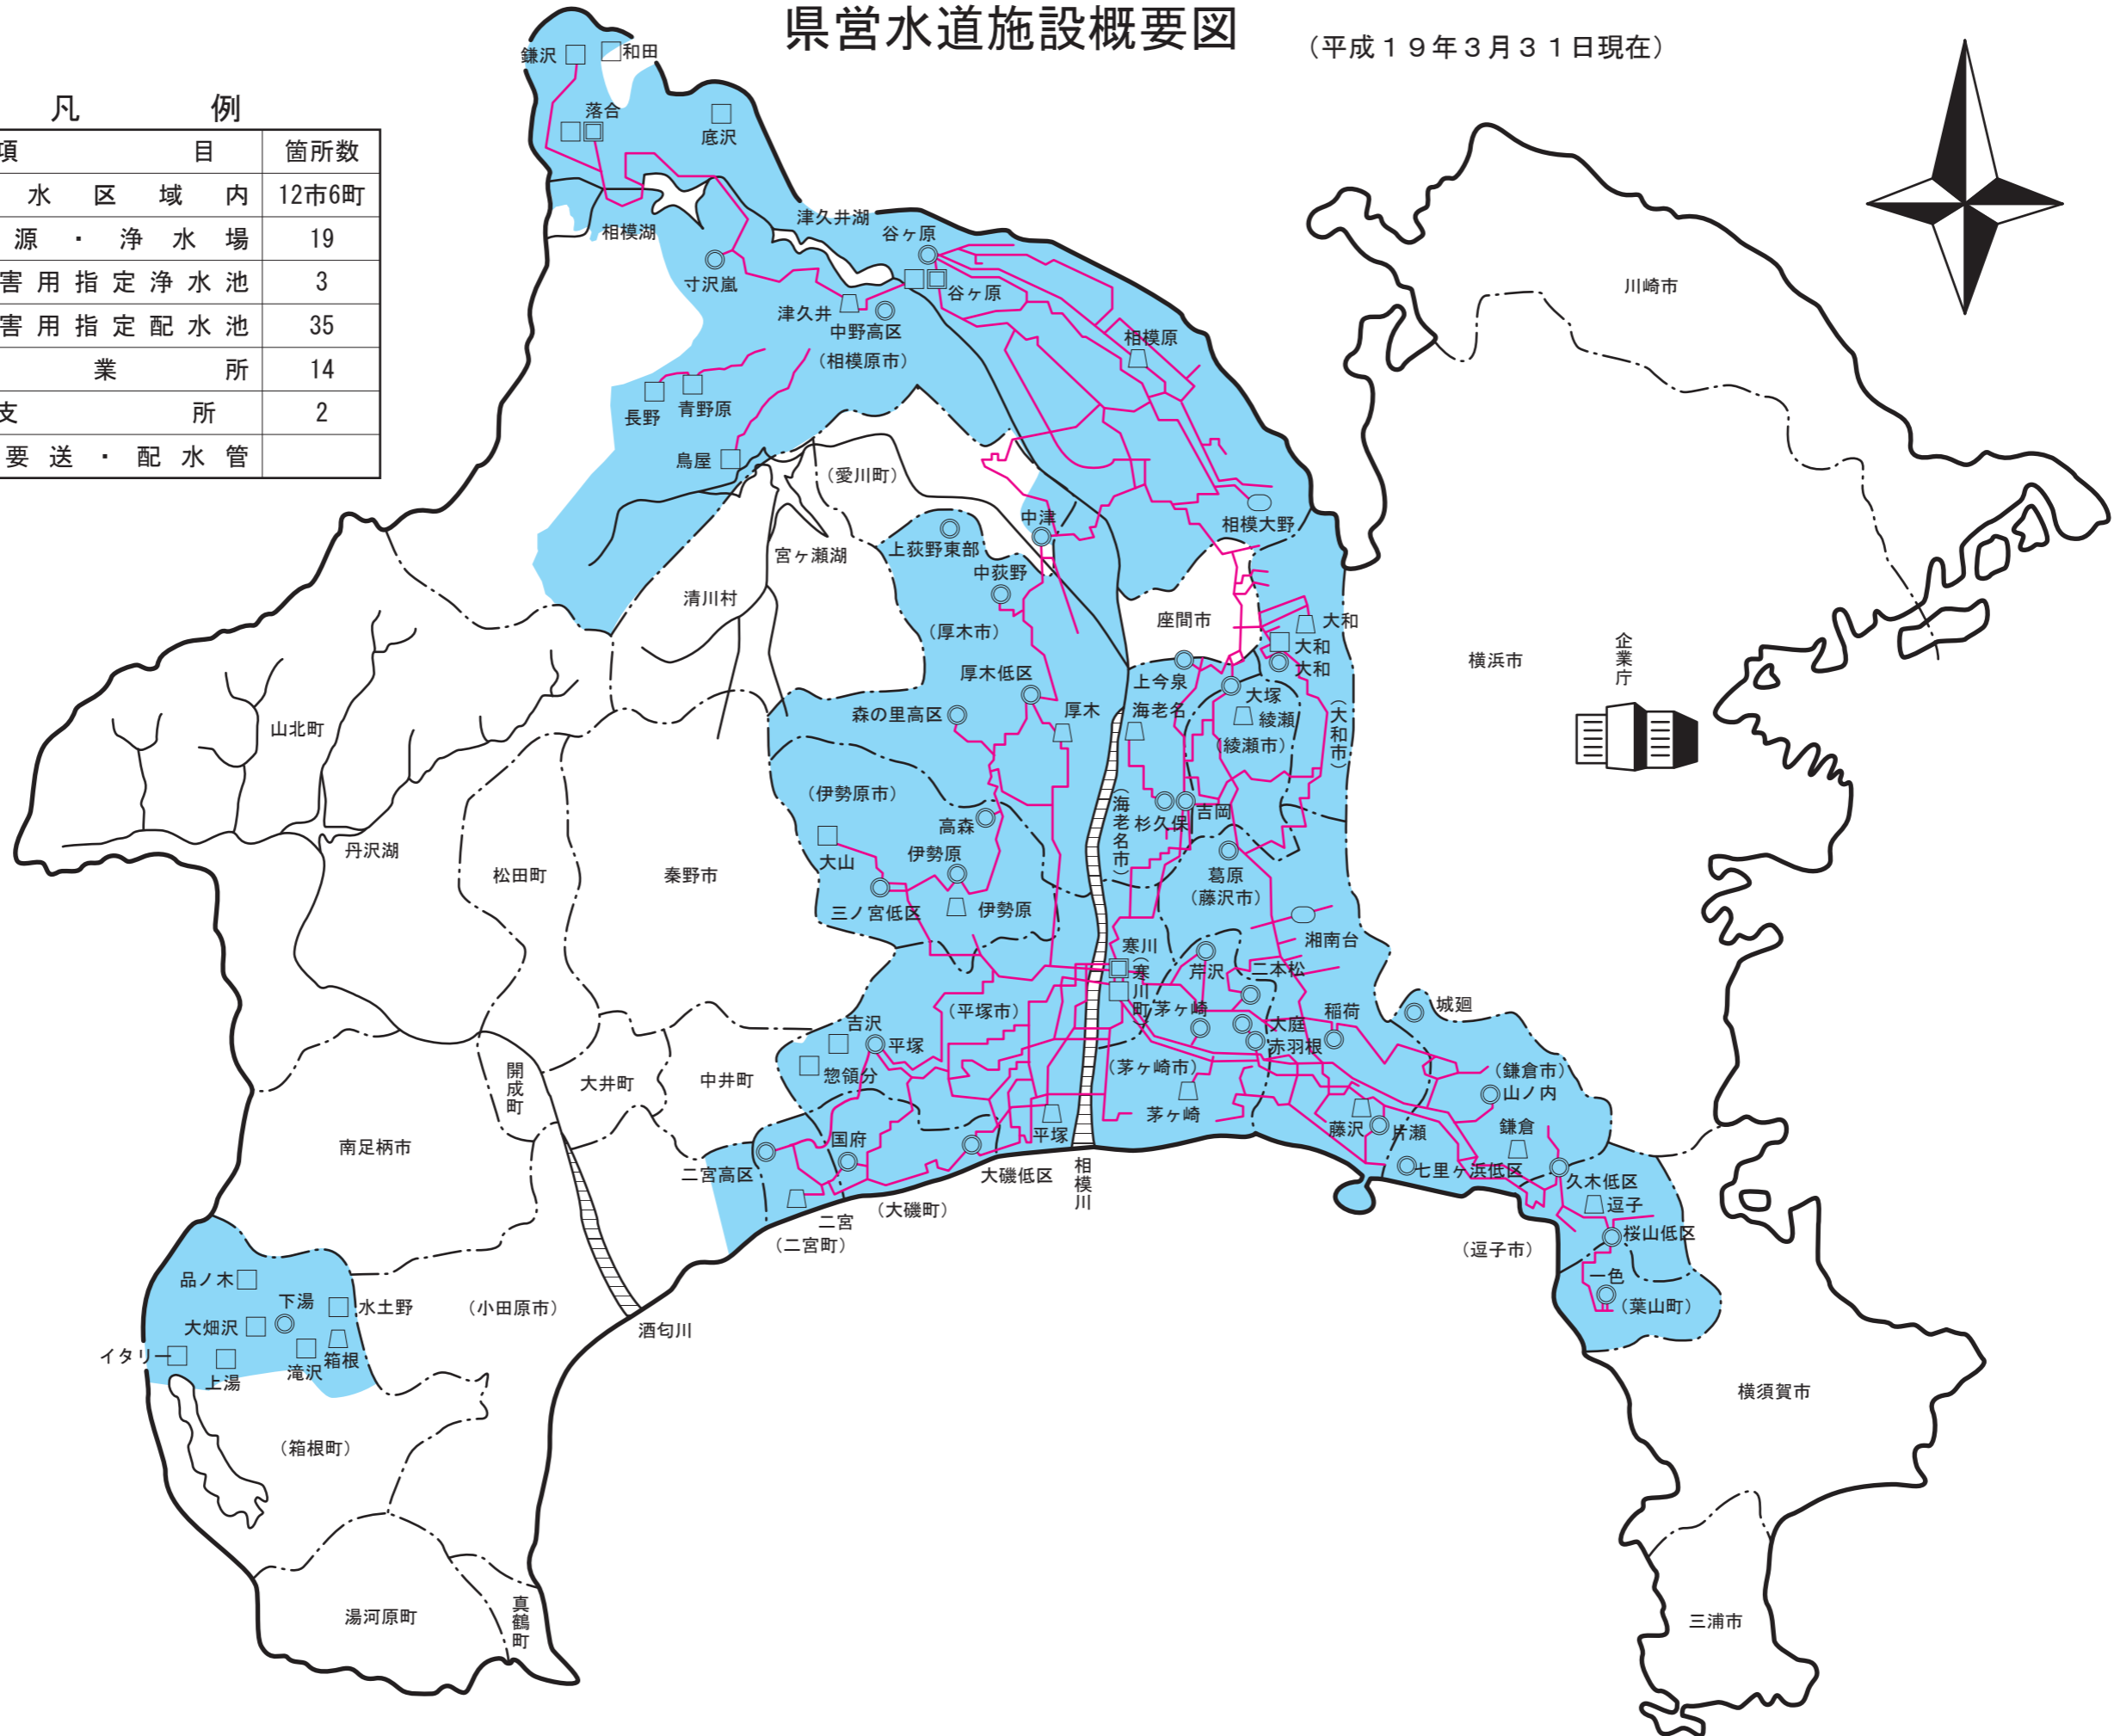 県営水道施設概要図
（平成１９年３月３１日現在）
凡例
項目 箇所数
水区域内 12市6町
源・浄水場 19
害用指定浄水池 3
害用指定配水池 35
業所 14
支所 2
要送・配水管
鎌沢
和田
落合
底沢
相模湖
津久井湖
谷ヶ原
寸沢嵐
谷ヶ原
津久井
中野高区
（相模原市）
相模原
川崎市
長野
青野原
鳥屋
（愛川町）
相模大野
中津
上荻野東部
宮ヶ瀬湖
中荻野
清川村
（厚木市）
座間市
大和
大和
大和
横浜市
企業庁
上今泉
厚木低区
大塚
森の里高区
厚木
海老名
綾瀬
（綾瀬市）
（大和市）
山北町
（伊勢原市）
（海老名市）
高森
杉久保
吉岡
丹沢湖
大山
伊勢原
葛原
松田町
秦野市
（藤沢市）
三ノ宮低区
伊勢原
湘南台
寒川
（寒川町）
芹沢
二本松
城廻
吉沢
（平塚市）
茅ヶ崎
大庭
稲荷
平塚
赤羽根
惣領分
（茅ヶ崎市）
（鎌倉市）
開成町
大井町
中井町
山ノ内
茅ヶ崎
藤沢
片瀬
鎌倉
平塚
国府
南足柄市
二宮高区
大磯低区
相模川
七里ヶ浜低区
久木低区
逗子
（大磯町）
二宮
（二宮町）
桜山低区
（逗子市）
品ノ木
一色
下湯
水土野
（小田原市）
（葉山町）
大畑沢
酒匂川
イタリー
上湯
滝沢
箱根
横須賀市
（箱根町）
湯河原町
真鶴町
三浦市